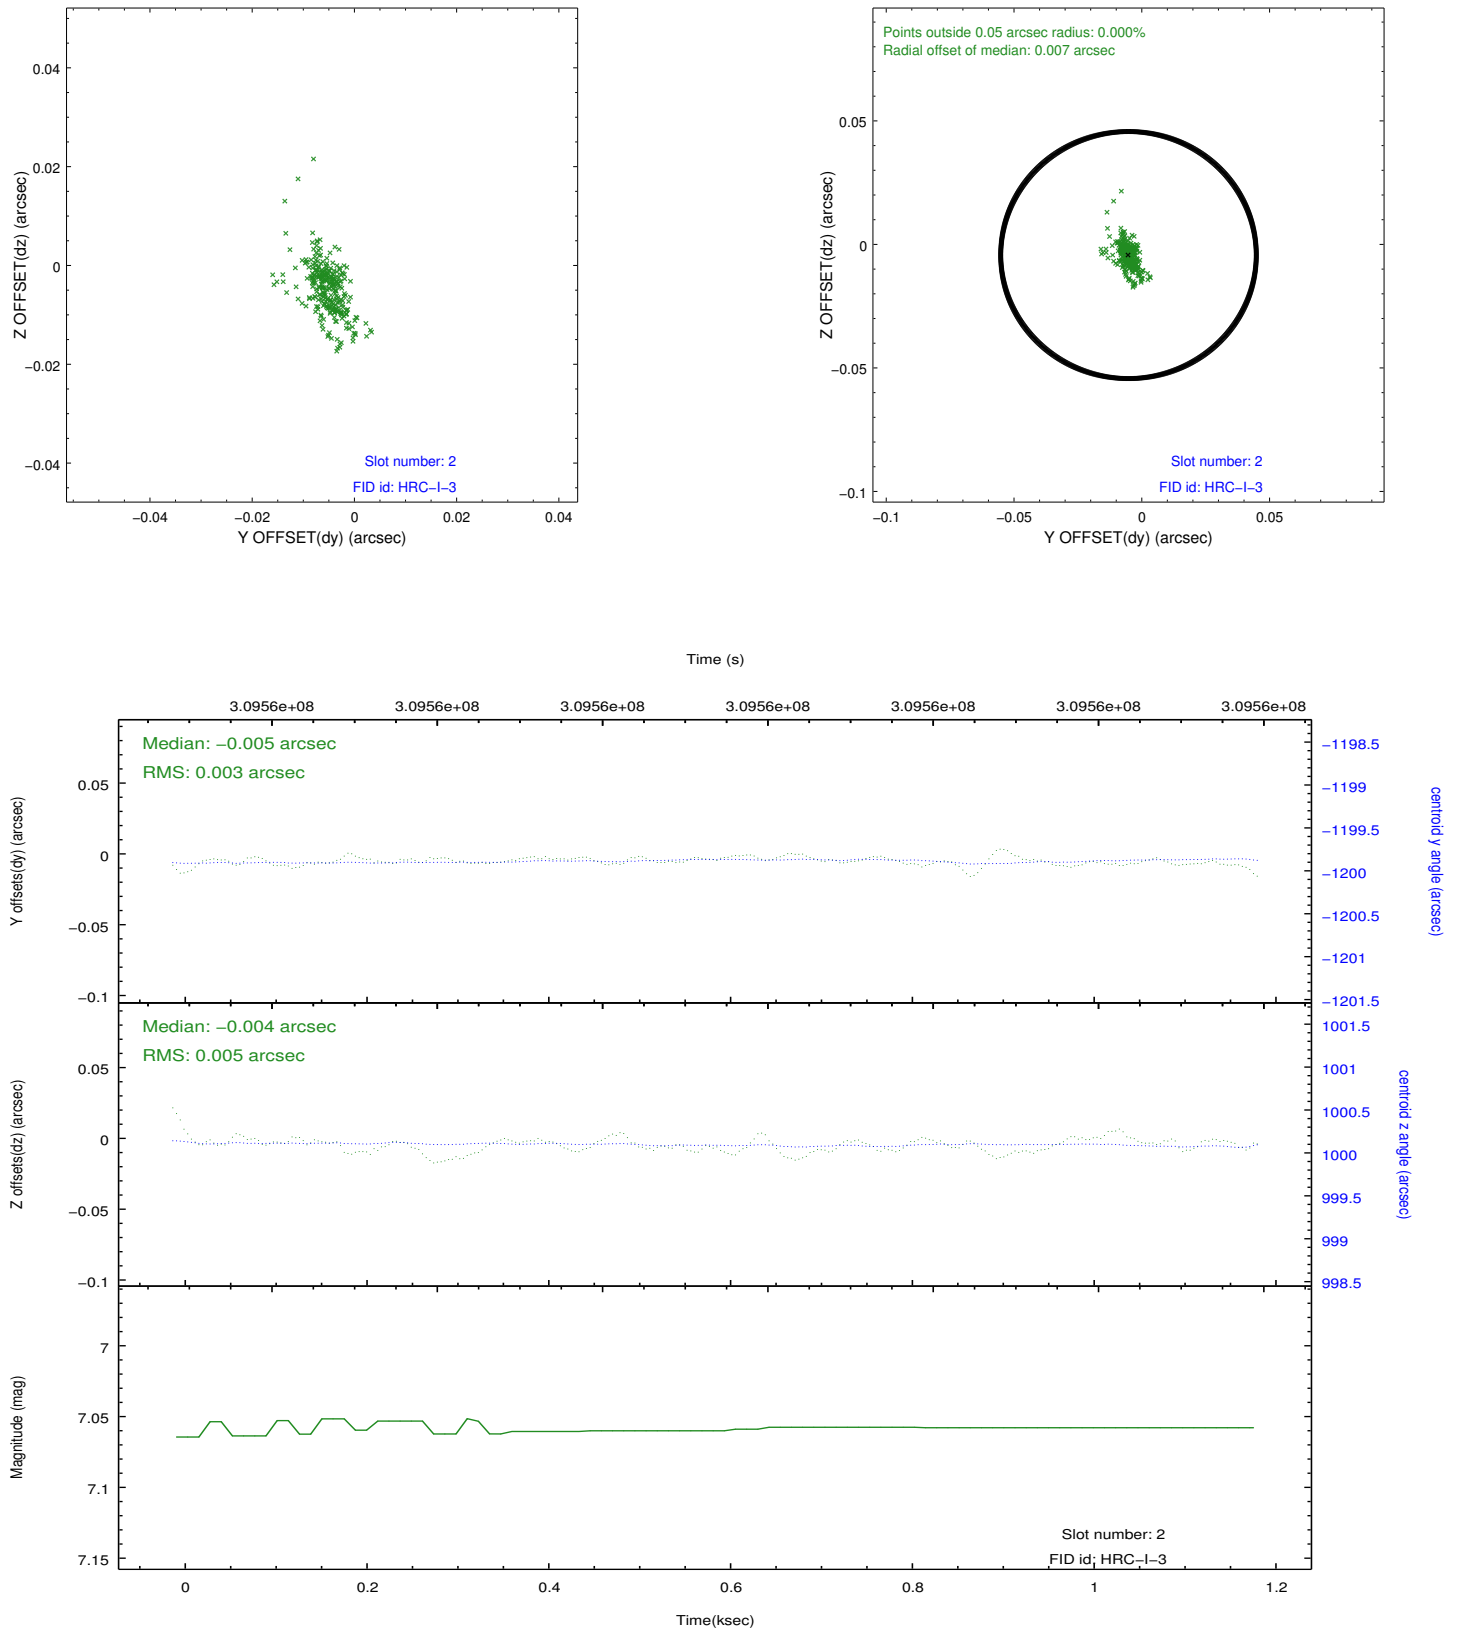 0.04
0.02
0
−0.02
−0.04
Z OFFSET(dz) (arcsec)
Slot number: 2
FID id: HRC−I−3
−0.04 −0.02 0 0.02 0.04
Y OFFSET(dy) (arcsec)
Points outside 0.05 arcsec radius: 0.000%
Radial offset of median: 0.007 arcsec
0.05
0
−0.05
−0.1
Z OFFSET(dz) (arcsec)
Slot number: 2
FID id: HRC−I−3
−0.1 −0.05 0 0.05
Y OFFSET(dy) (arcsec)
Time (s)
3.0956e+08 3.0956e+08 3.0956e+08 3.0956e+08 3.0956e+08 3.0956e+08 3.0956e+08
Median: −0.005 arcsec
RMS: 0.003 arcsec
0.05
0
−0.05
−0.1
Y offsets(dy) (arcsec)
−1198.5
−1199
−1199.5
−1200
−1200.5
−1201
−1201.5
centroid y angle (arcsec)
Median: −0.004 arcsec
RMS: 0.005 arcsec
0.05
0
−0.05
−0.1
Z offsets(dz) (arcsec)
1001.5
1001
1000.5
1000
999.5
999
998.5
centroid z angle (arcsec)
7
7.05
7.1
7.15
Magnitude (mag)
Slot number: 2
FID id: HRC−I−3
0 0.2 0.4 0.6 0.8 1 1.2
Time(ksec)